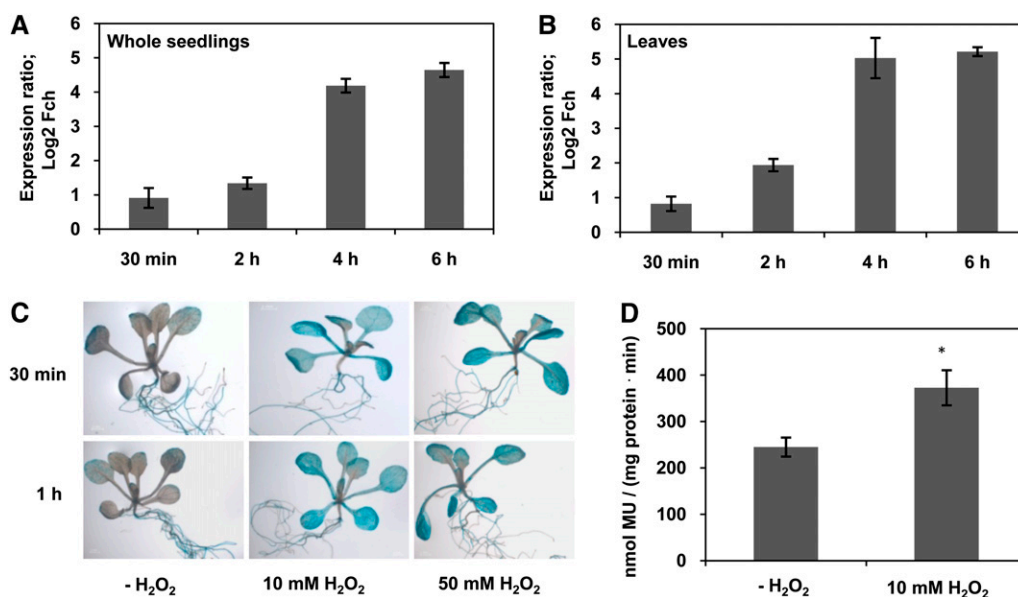 A
Whole seedlings
Expression ratio;
Log2 Fch
6
5
4
3
2
1
0
30 min
2 h
4 h
6 h
B
Leaves
Expression ratio;
Log2 Fch
6
5
4
3
2
1
0
30 min
2 h
4 h
6 h
C
30 min
1 h
- H₂O₂
10 mM H₂O₂
50 mM H₂O₂
D
nmol MU / (mg protein · min)
500
400
300
200
100
0
*
- H₂O₂
10 mM H₂O₂